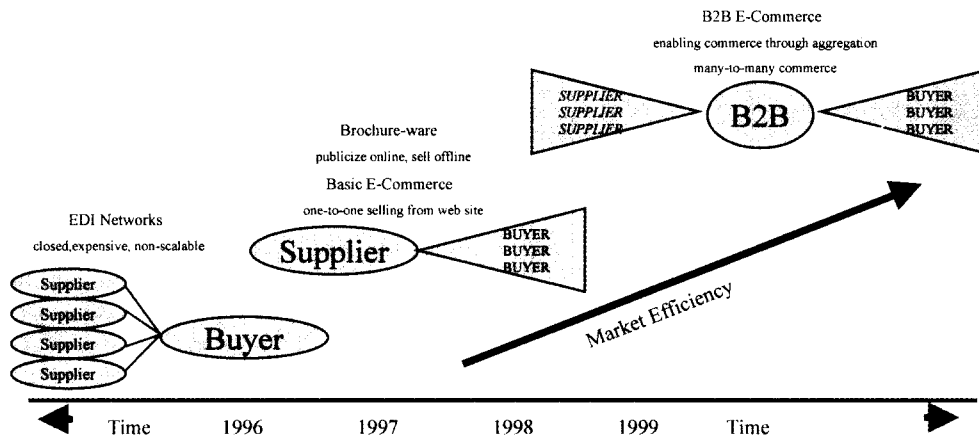 B2B E-Commerce
enabling commerce through aggregation
many-to-many commerce
SUPPLIER
SUPPLIER
SUPPLIER
B2B
BUYER
BUYER
BUYER
Brochure-ware
publicize online, sell offline
Basic E-Commerce
one-to-one selling from web site
Supplier
BUYER
BUYER
BUYER
EDI Networks
closed,expensive, non-scalable
Supplier
Supplier
Supplier
Supplier
Buyer
Market Efficiency
Time 1996 1997 1998 1999 Time